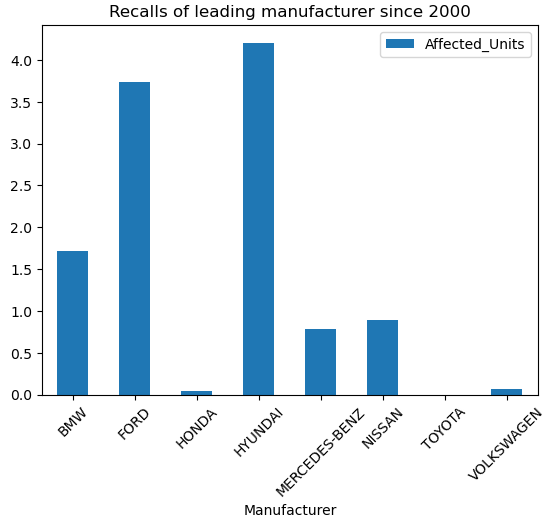 Recalls of leading manufacturer since 2000
Affected_Units
4.0
3.5
3.0
2.5
2.0
1.5
1.0
0.5
0.0
BMW
FORD
HONDA
HYUNDAI
MERCEDES-BENZ
NISSAN
TOYOTA
VOLKSWAGEN
Manufacturer